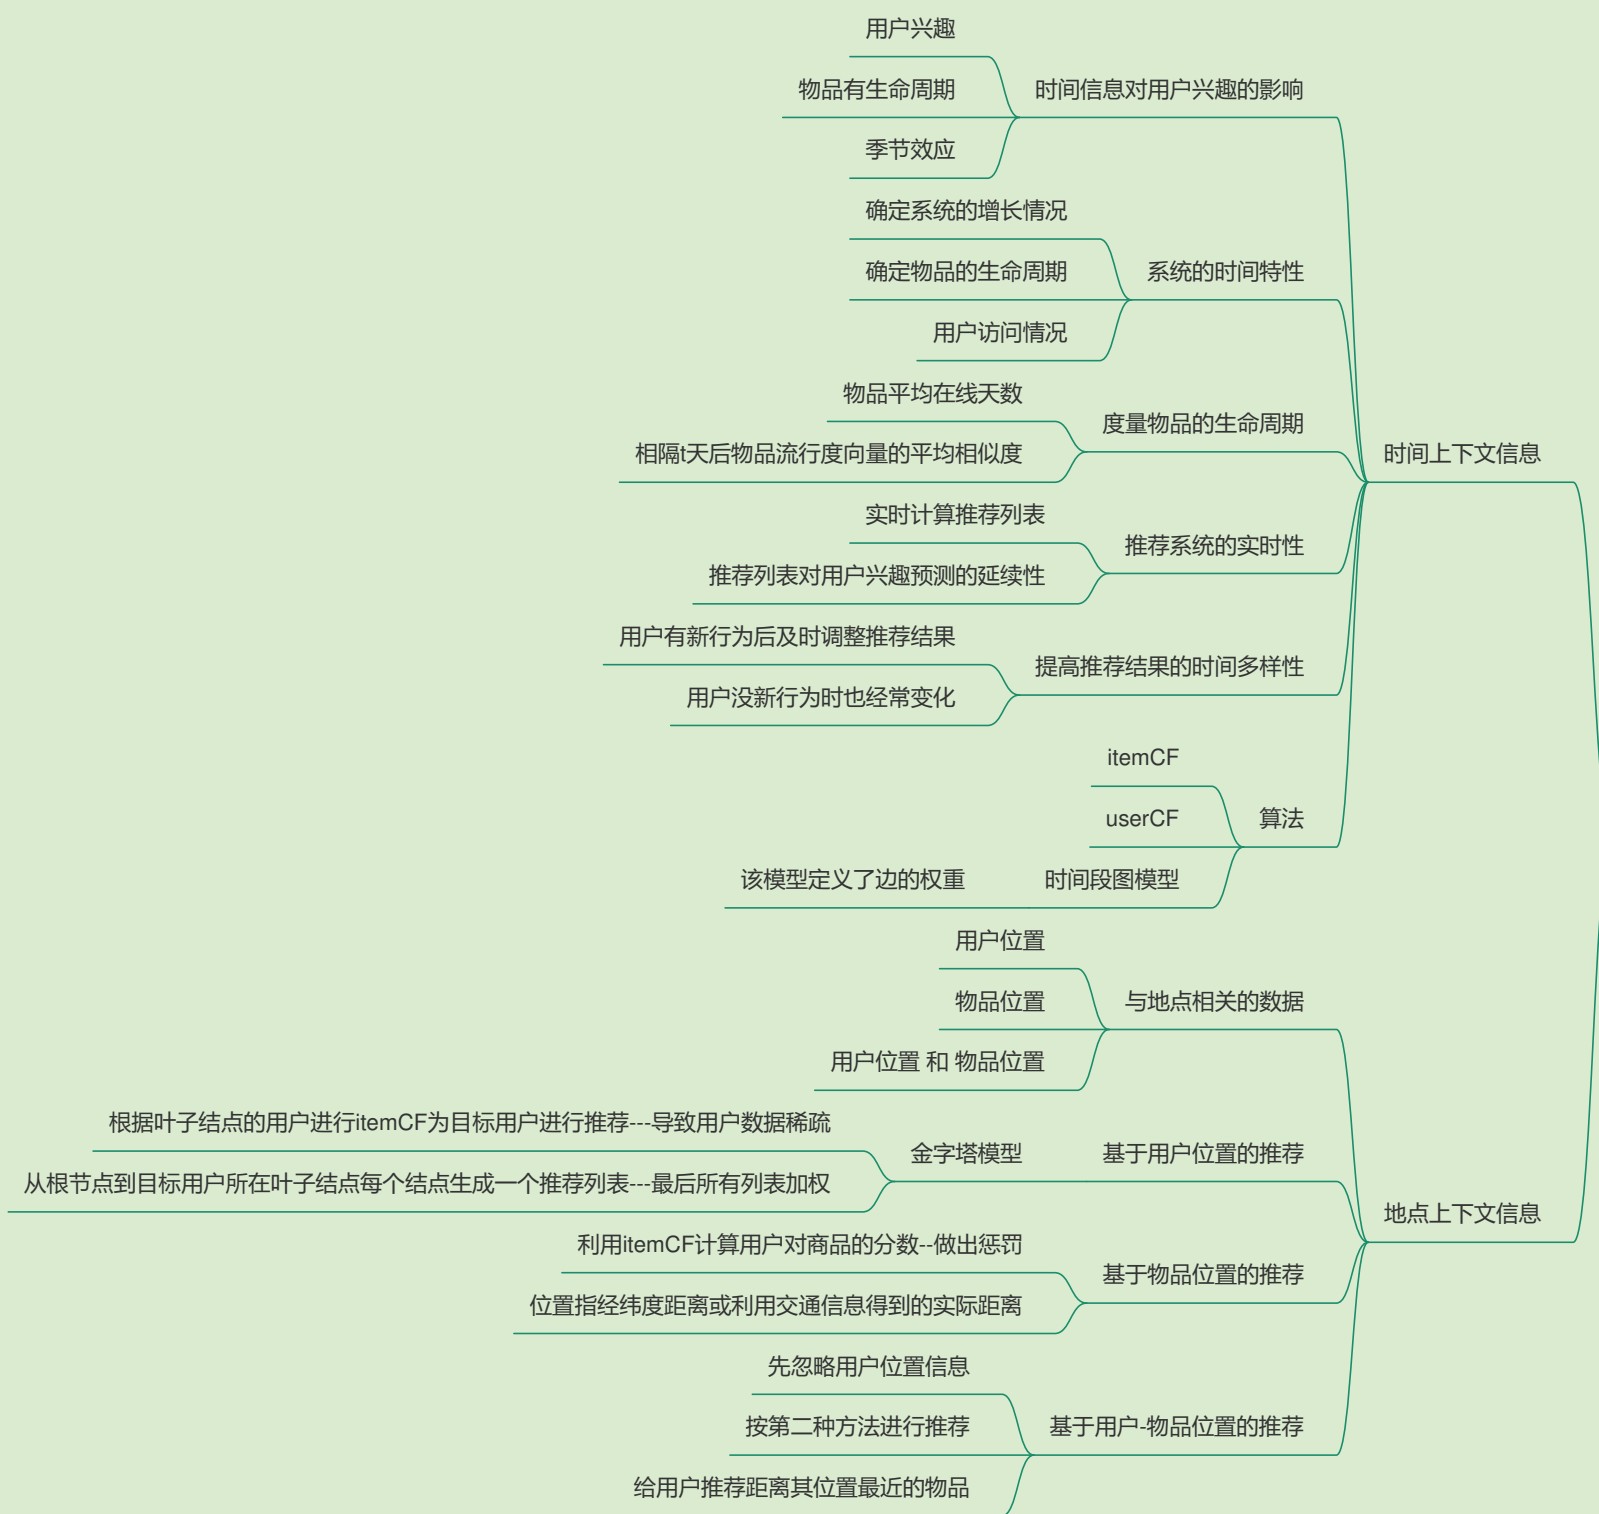 用户兴趣
物品有生命周期
时间信息对用户兴趣的影响
季节效应
确定系统的增长情况
确定物品的生命周期
系统的时间特性
用户访问情况
物品平均在线天数
度量物品的生命周期
相隔t天后物品流行度向量的平均相似度
时间上下文信息
实时计算推荐列表
推荐系统的实时性
推荐列表对用户兴趣预测的延续性
用户有新行为后及时调整推荐结果
提高推荐结果的时间多样性
用户没新行为时也经常变化
itemCF
userCF
算法
该模型定义了边的权重
时间段图模型
用户位置
物品位置
与地点相关的数据
用户位置 和 物品位置
根据叶子结点的用户进行itemCF为目标用户进行推荐---导致用户数据稀疏
金字塔模型
基于用户位置的推荐
从根节点到目标用户所在叶子结点每个结点生成一个推荐列表---最后所有列表加权
地点上下文信息
利用itemCF计算用户对商品的分数--做出惩罚
基于物品位置的推荐
位置指经纬度距离或利用交通信息得到的实际距离
先忽略用户位置信息
按第二种方法进行推荐
基于用户-物品位置的推荐
给用户推荐距离其位置最近的物品